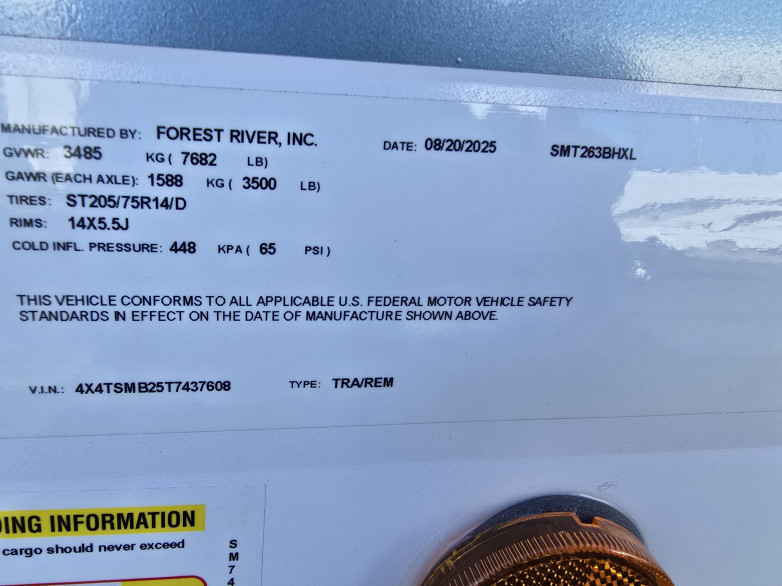 MANUFACTURED BY: FOREST RIVER, INC. DATE: 08/20/2025 SMT263BHXL
GVWR: 3485 KG ( 7682 LB)
GAWR (EACH AXLE): 1588 KG ( 3500 LB)
TIRES: ST205/75R14/D
RIMS: 14X5.5J
COLD INFL. PRESSURE: 448 KPA ( 65 PSI )
THIS VEHICLE CONFORMS TO ALL APPLICABLE U.S. FEDERAL MOTOR VEHICLE SAFETY
STANDARDS IN EFFECT ON THE DATE OF MANUFACTURE SHOWN ABOVE.
V.I.N.: 4X4TSMB25T7437608 TYPE: TRA/REM
DING INFORMATION
cargo should never exceed
S
M
7
4